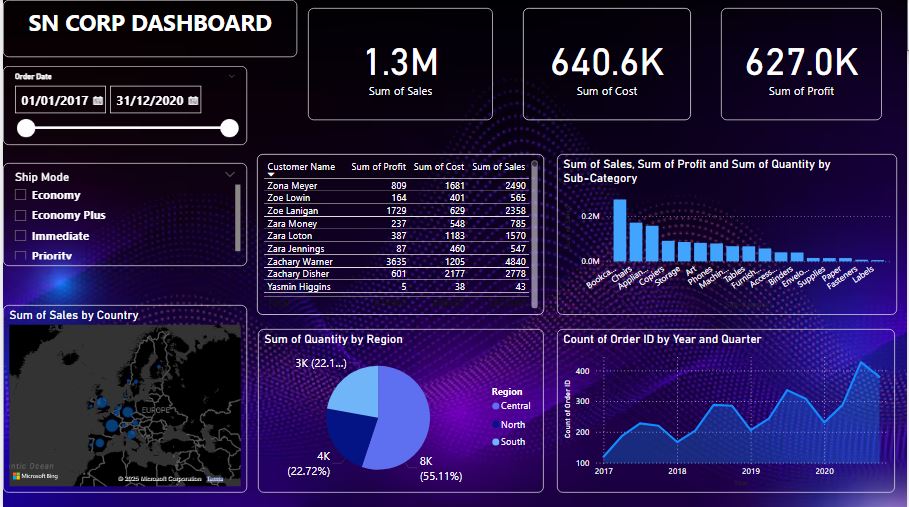 SN CORP DASHBOARD
1.3M
Sum of Sales
640.6K
Sum of Cost
627.0K
Sum of Profit
Order Date
01/01/2017
31/12/2020
Ship Mode
Economy
Economy Plus
Immediate
Priority
Customer Name Sum of Profit Sum of Cost Sum of Sales
Zona Meyer 809 1681 2490
Zoe Lowin 164 401 565
Zoe Lanigan 1729 629 2358
Zara Money 237 548 785
Zara Loton 387 1183 1570
Zara Jennings 87 460 547
Zachary Warner 3635 1205 4840
Zachary Disher 601 2177 2778
Yasmin Higgins 5 38 43
Sum of Sales, Sum of Profit and Sum of Quantity by
Sub-Category
0.2M
0.0M
Bookca...
Chairs
Applian...
Copiers
Storage
Art
Phones
Machin...
Tables
Furnish...
Access...
Binders
Envelo...
Supplies
Paper
Fasteners
Labels
Sum of Sales by Country
EUROPE
ntic Ocean
Microsoft Bing
© 2025 Microsoft Corporation Terms
Sum of Quantity by Region
3K (22.1...)
4K
(22.72%)
8K
(55.11%)
Region
Central
North
South
Count of Order ID by Year and Quarter
Count of Order ID
400
300
200
100
2017 2018 2019 2020